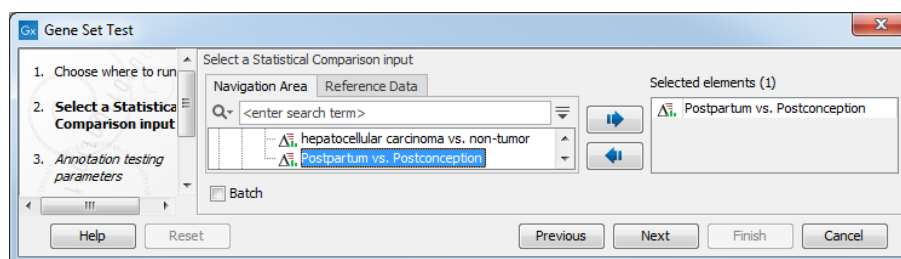 Gx Gene Set Test
1. Choose where to run
2. Select a Statistica
Comparison input
3. Annotation testing
parameters
Select a Statistical Comparison input
Navigation Area Reference Data
<enter search term>
hepatocellular carcinoma vs. non-tumor
Postpartum vs. Postconception
Batch
Selected elements (1)
Postpartum vs. Postconception
Help Reset Previous Next Finish Cancel